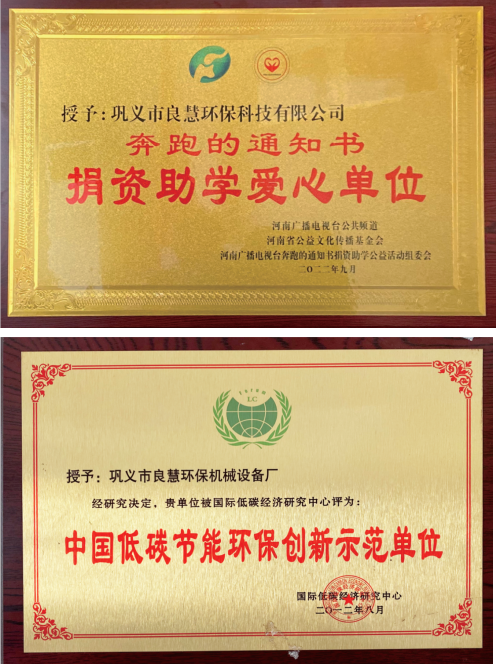 授予：巩义市良慧环保科技有限公司
奔跑的通知书
捐资助学爱心单位
河南广播电视台公共频道
河南省公益文化传播基金会
河南广播电视台奔跑的通知书捐资助学公益活动组委会
二〇二二年九月
LC
授予：巩义市良慧环保机械设备厂
经研究决定，贵单位被国际低碳经济研究中心评为：
中国低碳节能环保创新示范单位
国际低碳经济研究中心
二〇一二年八月